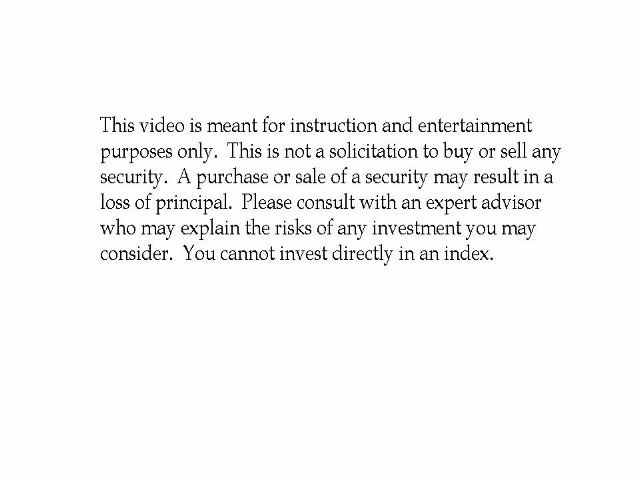 This video is meant for instruction and entertainment
purposes only.  This is not a solicitation to buy or sell any
security.  A purchase or sale of a security may result in a
loss of principal.  Please consult with an expert advisor
who may explain the risks of any investment you may
consider.  You cannot invest directly in an index.